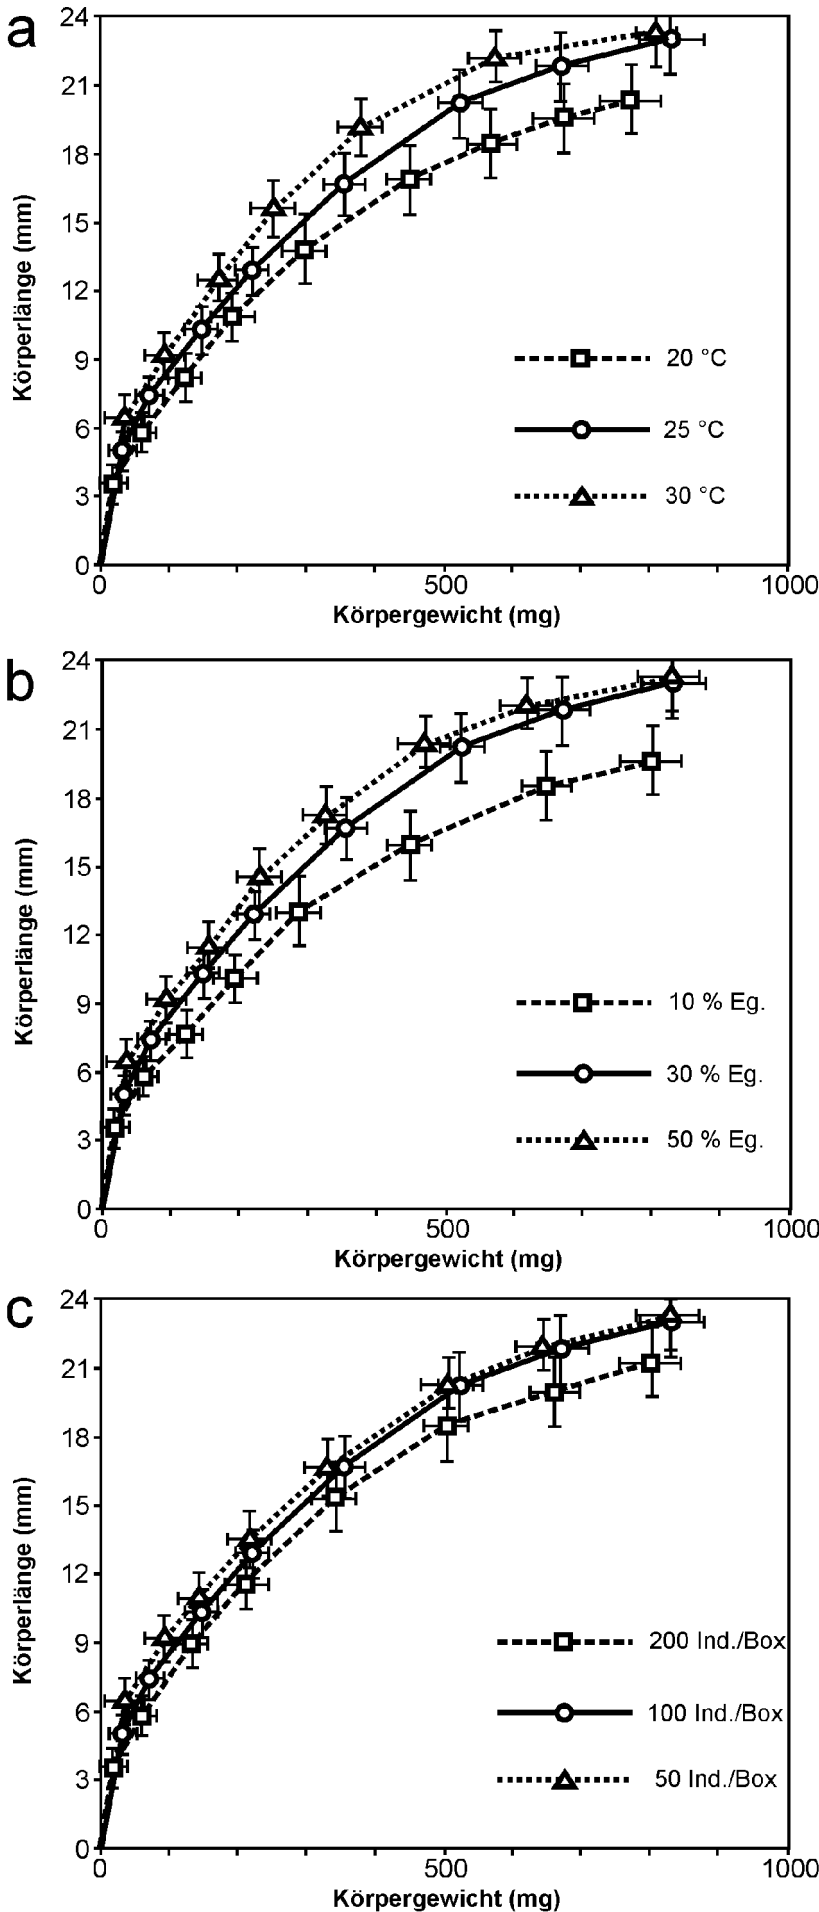 a
24
21
18
15
12
9
6
3
0
Körperlänge (mm)
20 °C
25 °C
30 °C
0 500 1000
Körpergewicht (mg)
b
24
21
18
15
12
9
6
3
0
Körperlänge (mm)
10 % Eg.
30 % Eg.
50 % Eg.
0 500 1000
Körpergewicht (mg)
c
24
21
18
15
12
9
6
3
0
Körperlänge (mm)
200 Ind./Box
100 Ind./Box
50 Ind./Box
0 500 1000
Körpergewicht (mg)